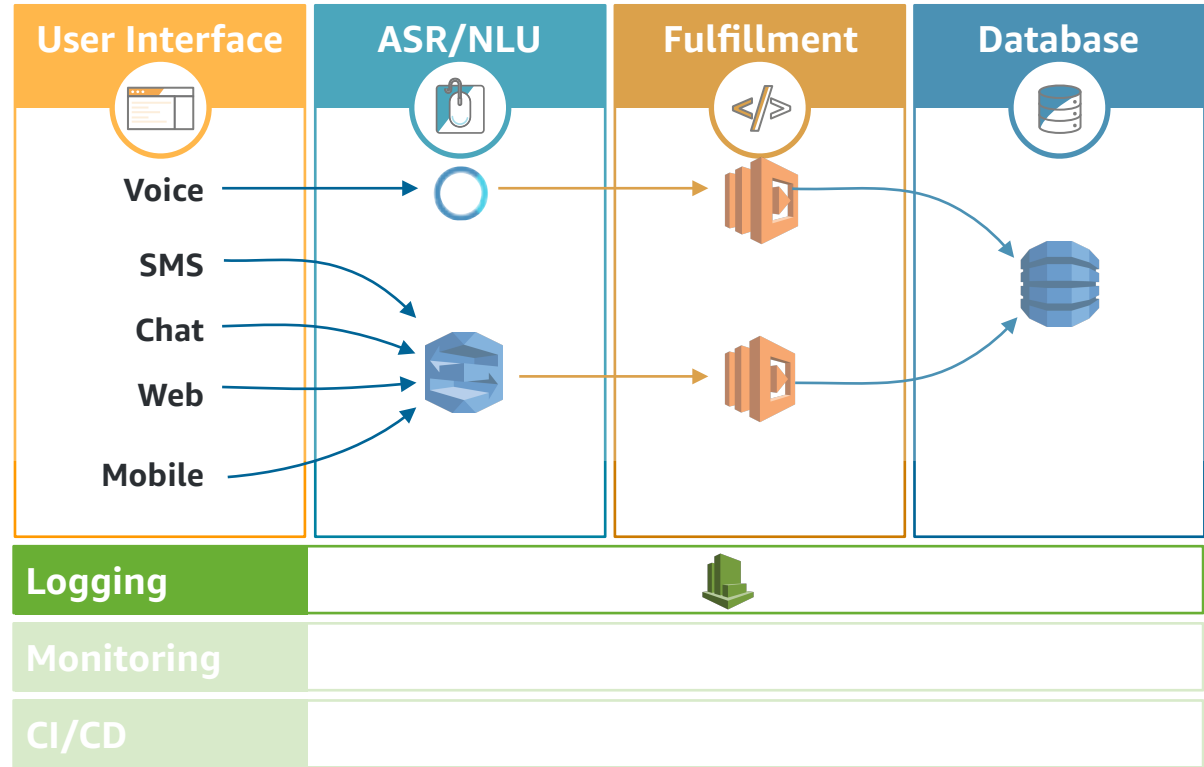 User Interface
ASR/NLU
Fulfillment
Database
</>
Voice
SMS
Chat
Web
Mobile
Logging
Monitoring
CI/CD